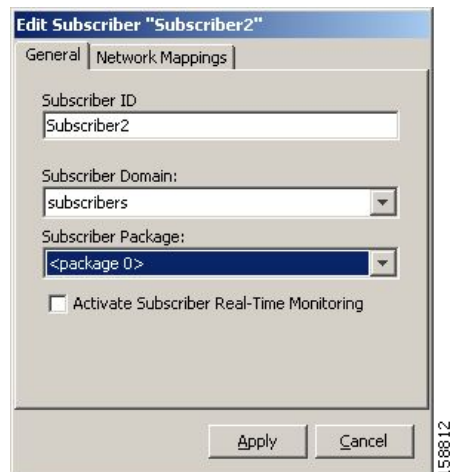 Edit Subscriber "Subscriber2"
General Network Mappings
Subscriber ID
Subscriber2
Subscriber Domain:
subscribers
Subscriber Package:
<package 0>
Activate Subscriber Real-Time Monitoring
Apply Cancel
158812